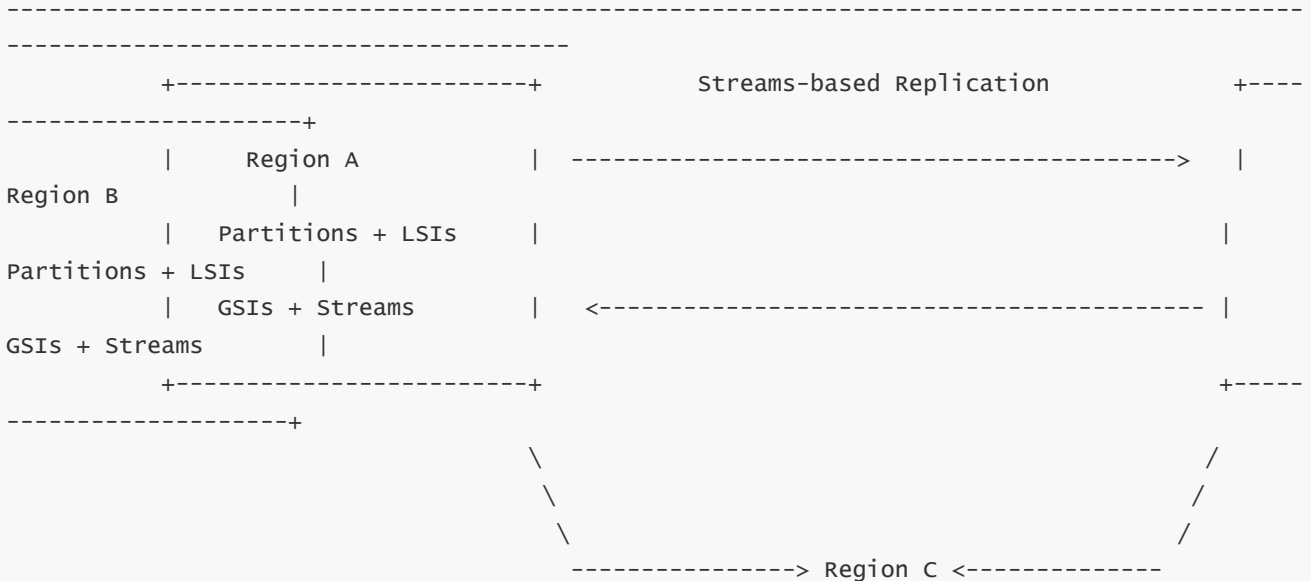 --------------------------------------------------------------------------------------------
----------------------------------------
+-------------------------+ Streams-based Replication +----
---------------------+
| Region A | -------------------------------------------> |
Region B |
| Partitions + LSIs | |
Partitions + LSIs |
| GSIs + Streams | <------------------------------------------- |
GSIs + Streams |
+-------------------------+ +-----
--------------------+
\ /
\ /
\ /
----------------> Region C <--------------